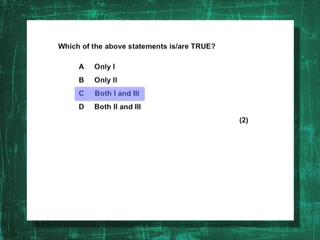 Which of the above statements is/are TRUE?
A Only I
B Only II
C Both I and III
D Both II and III
(2)